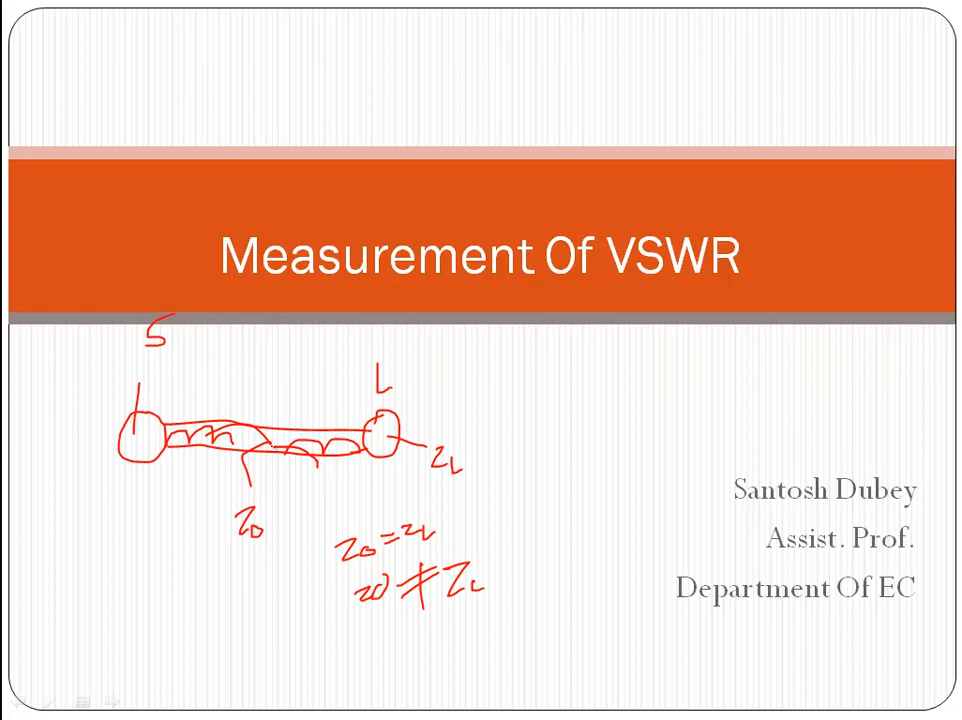 Measurement Of VSWR
S
L
ZL
Z0
Z0 = ZL
Z0 ≠ ZL
Santosh Dubey
Assist. Prof.
Department Of EC